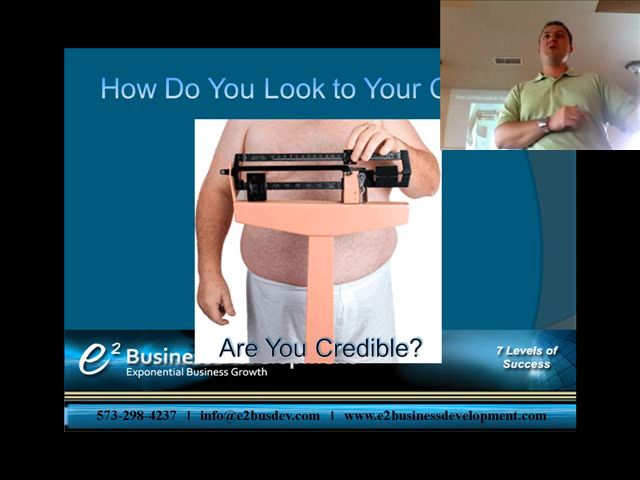 How Do You Look to Your C
Are You Credible?
e² Business
Exponential Business Growth
7 Levels of
Success
573-298-4237 | info@e2busdev.com | www.e2businessdevelopment.com